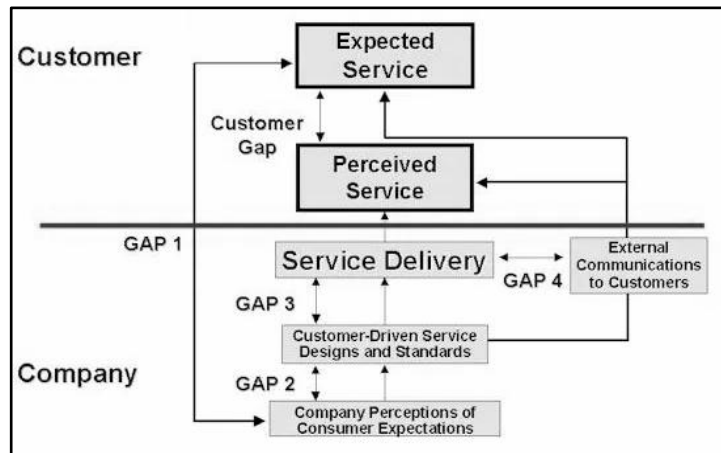 Customer
Expected
Service
Customer
Gap
Perceived
Service
GAP 1
Service Delivery
GAP 4
External
Communications
to Customers
GAP 3
Customer-Driven Service
Designs and Standards
Company
GAP 2
Company Perceptions of
Consumer Expectations